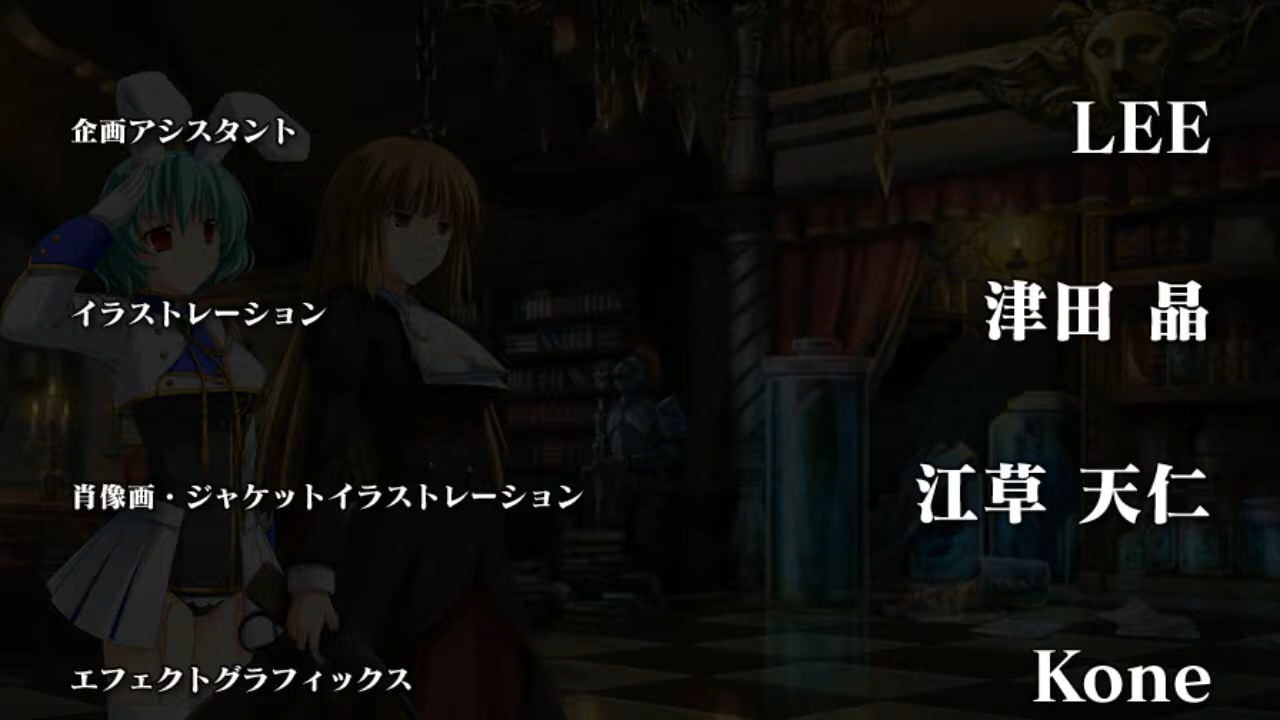 企画アシスタント
LEE
イラストレーション
津田 晶
肖像画・ジャケットイラストレーション
江草 天仁
エフェクトグラフィックス
Kone